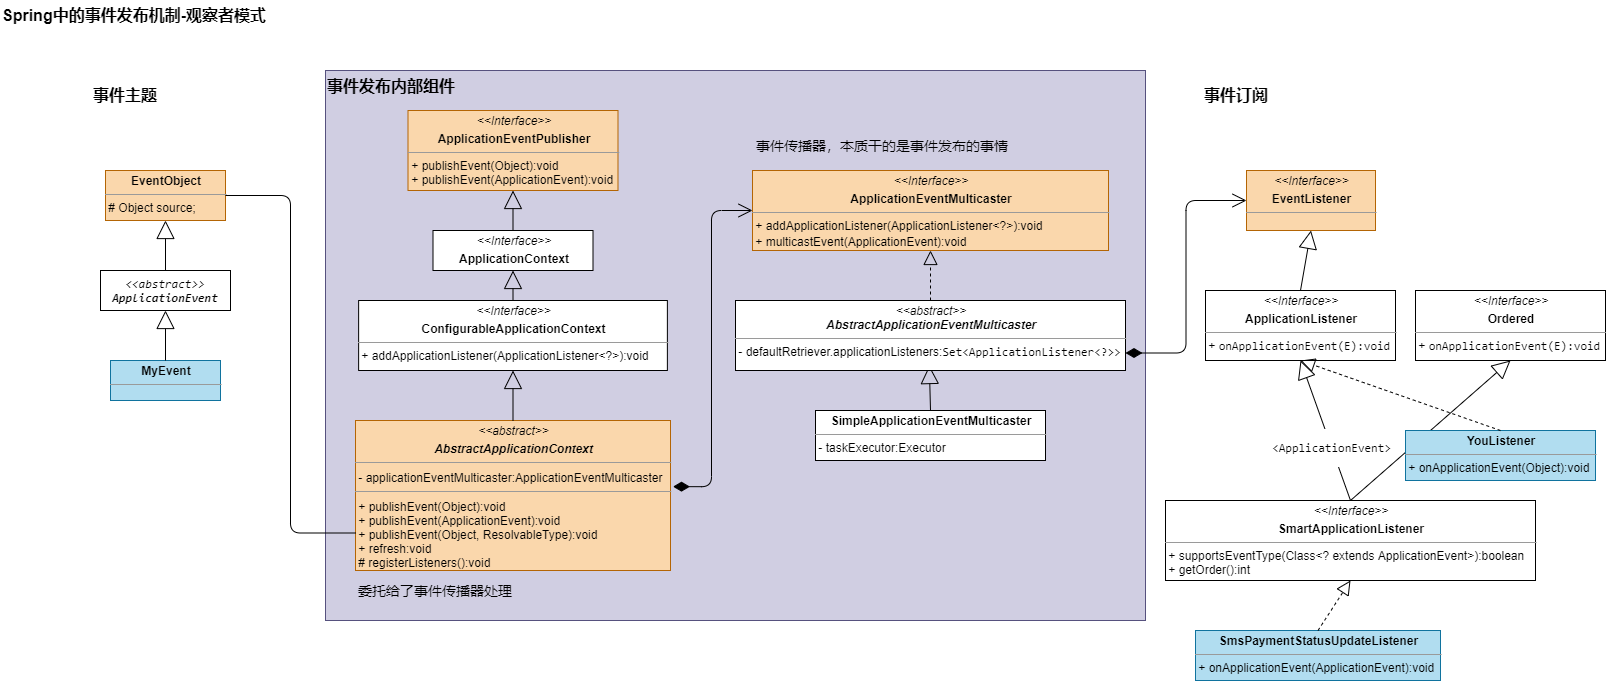 Spring中的事件发布机制-观察者模式
事件主题
EventObject
# Object source;
<<abstract>>
ApplicationEvent
MyEvent
事件发布内部组件
<<Interface>>
ApplicationEventPublisher
+ publishEvent(Object):void
+ publishEvent(ApplicationEvent):void
<<Interface>>
ApplicationContext
<<Interface>>
ConfigurableApplicationContext
+ addApplicationListener(ApplicationListener<?>):void
<<abstract>>
AbstractApplicationContext
- applicationEventMulticaster:ApplicationEventMulticaster
+ publishEvent(Object):void
+ publishEvent(ApplicationEvent):void
+ publishEvent(Object, ResolvableType):void
+ refresh:void
# registerListeners():void
委托给了事件传播器处理
事件传播器，本质干的是事件发布的事情
<<Interface>>
ApplicationEventMulticaster
+ addApplicationListener(ApplicationListener<?>):void
+ multicastEvent(ApplicationEvent):void
<<abstract>>
AbstractApplicationEventMulticaster
- defaultRetriever.applicationListeners:Set<ApplicationListener<?>>
SimpleApplicationEventMulticaster
- taskExecutor:Executor
事件订阅
<<Interface>>
EventListener
<<Interface>>
ApplicationListener
+ onApplicationEvent(E):void
<<Interface>>
Ordered
+ onApplicationEvent(E):void
<ApplicationEvent>
YouListener
+ onApplicationEvent(Object):void
<<Interface>>
SmartApplicationListener
+ supportsEventType(Class<? extends ApplicationEvent>):boolean
+ getOrder():int
SmsPaymentStatusUpdateListener
+ onApplicationEvent(ApplicationEvent):void